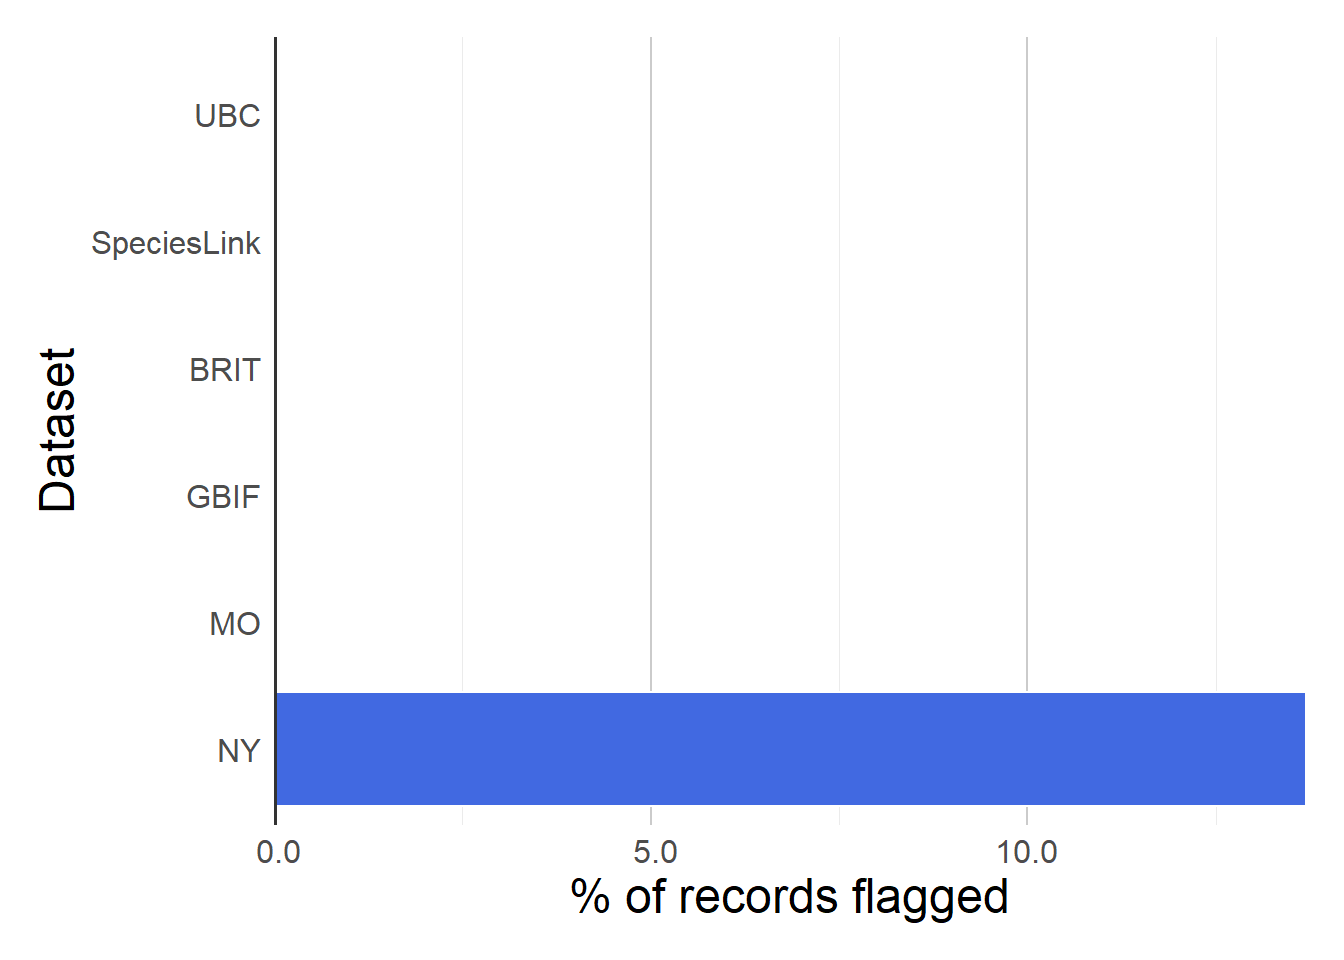 UBC
SpeciesLink
BRIT
GBIF
MO
NY
Dataset
0.0 5.0 10.0
% of records flagged